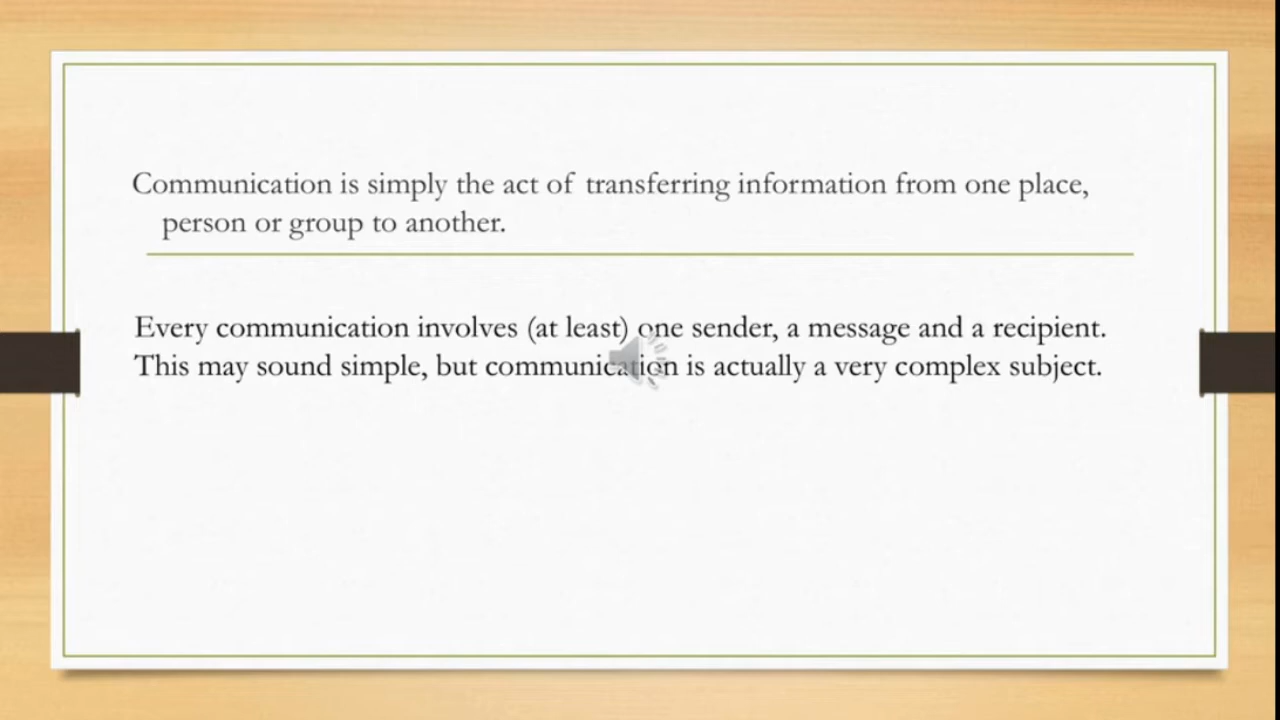 Communication is simply the act of transferring information from one place,
person or group to another.
Every communication involves (at least) one sender, a message and a recipient.
This may sound simple, but communication is actually a very complex subject.